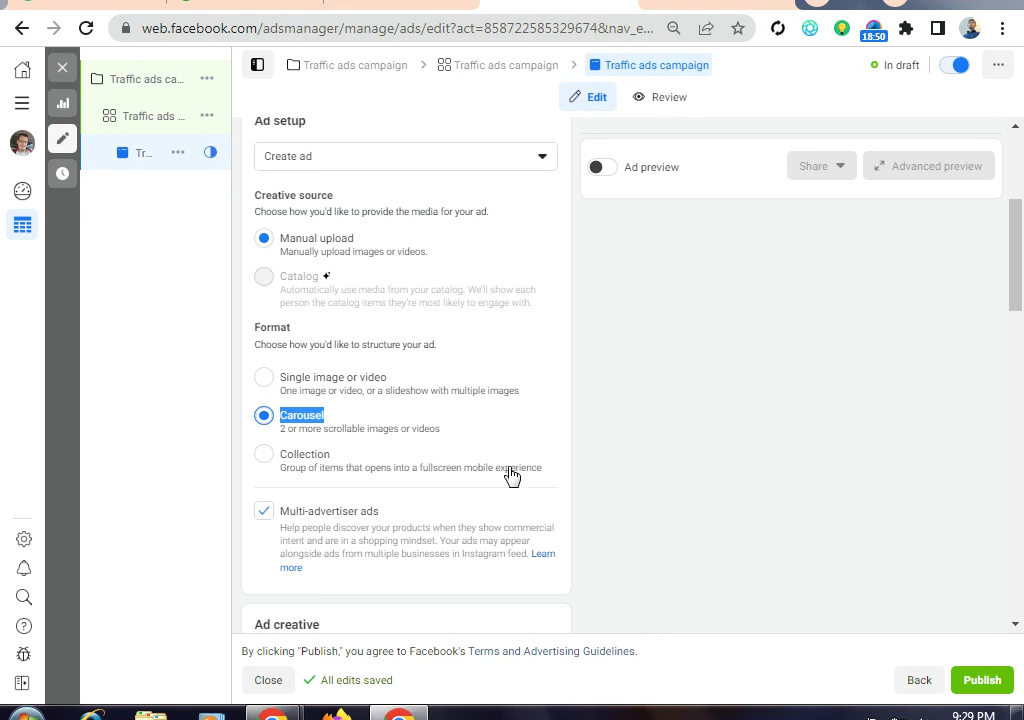 web.facebook.com/adsmanager/manage/ads/edit?act=858722585329674&nav_e...
18:50
Traffic ads ca...
Traffic ads ...
Tr...
Traffic ads campaign
Traffic ads campaign
Traffic ads campaign
In draft
Edit
Review
Ad setup
Create ad
Creative source
Choose how you'd like to provide the media for your ad.
Manual upload
Manually upload images or videos.
Catalog
Automatically use media from your catalog. We'll show each
person the catalog items they're most likely to engage with.
Format
Choose how you'd like to structure your ad.
Single image or video
One image or video, or a slideshow with multiple images
Carousel
2 or more scrollable images or videos
Collection
Group of items that opens into a fullscreen mobile experience
Multi-advertiser ads
Help people discover your products when they show commercial
intent and are in a shopping mindset. Your ads may appear
alongside ads from multiple businesses in Instagram feed. Learn
more
Ad creative
Ad preview
Share
Advanced preview
By clicking "Publish," you agree to Facebook's Terms and Advertising Guidelines.
Close
All edits saved
Back
Publish
9:29 PM